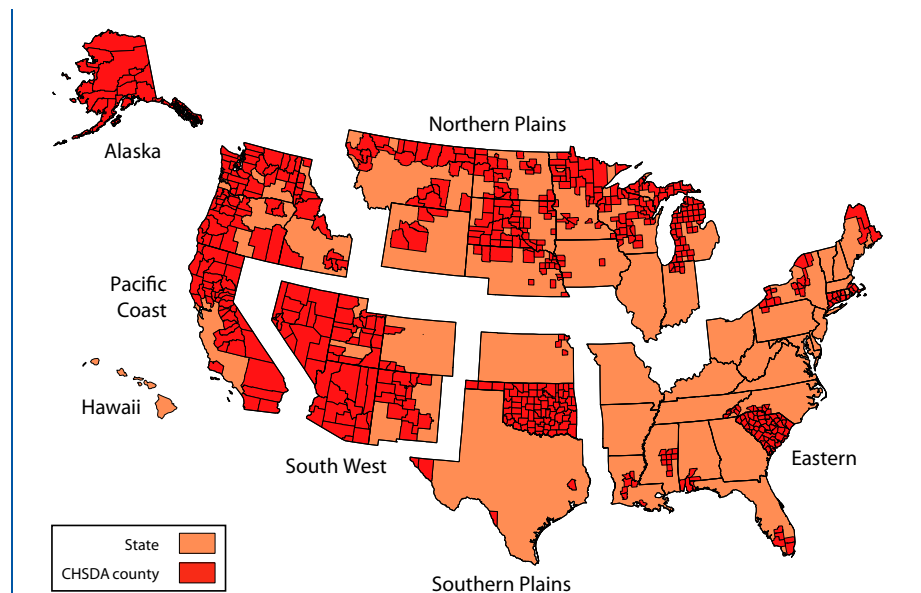 Northern Plains
Alaska
Pacific
Coast
Hawaii
South West
Eastern
State
CHSDA county
Southern Plains